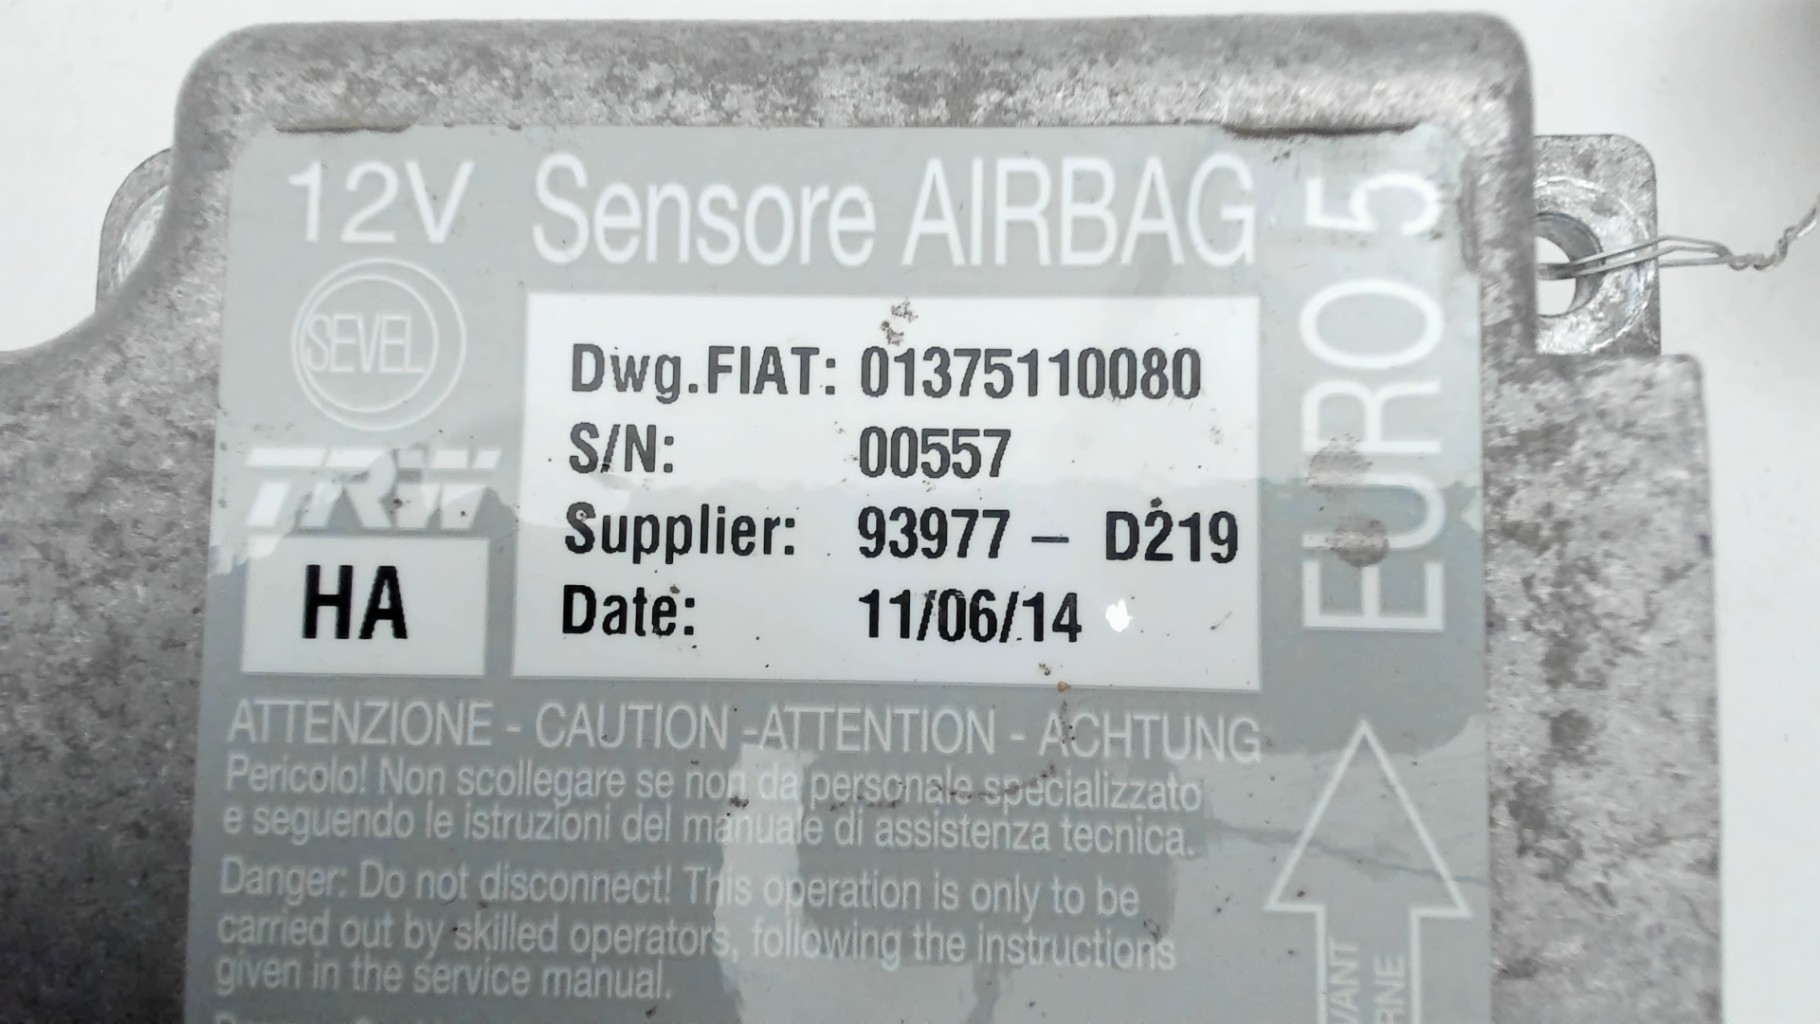 12V Sensore AIRBAG
EURO 5
SEVEL
TRW
HA
Dwg.FIAT: 01375110080
S/N: 00557
Supplier: 93977 – D219
Date: 11/06/14
ATTENZIONE - CAUTION -ATTENTION - ACHTUNG
Pericolo! Non scollegare se non da personale specializzato
e seguendo le istruzioni del manuale di assistenza tecnica.
Danger: Do not disconnect! This operation is only to be
carried out by skilled operators, following the instructions
given in the service manual.